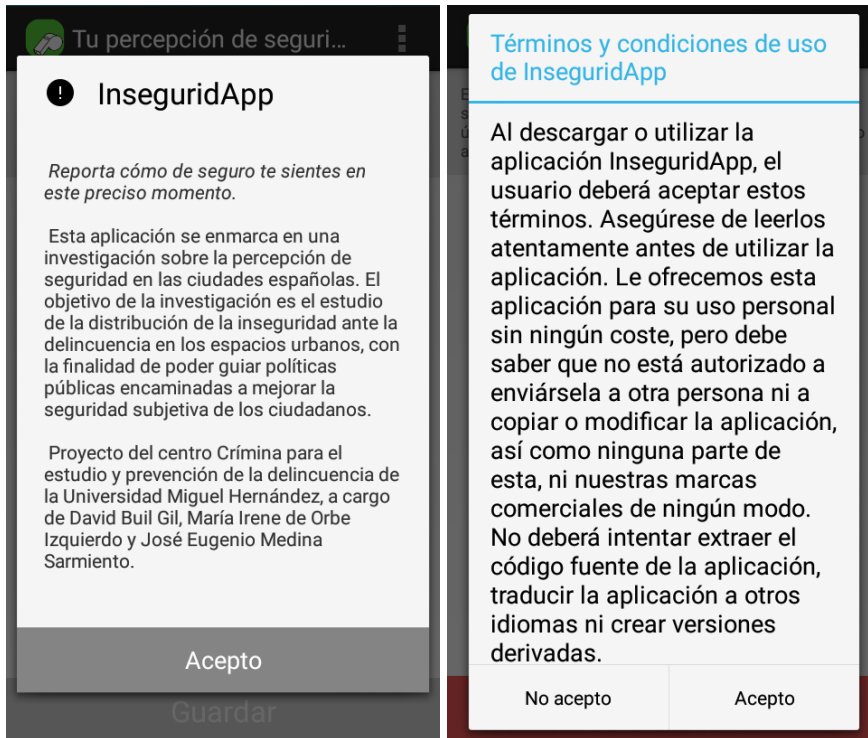 Tu percepción de seguri...
InseguridApp
Reporta cómo de seguro te sientes en
este preciso momento.
Esta aplicación se enmarca en una
investigación sobre la percepción de
seguridad en las ciudades españolas. El
objetivo de la investigación es el estudio
de la distribución de la inseguridad ante la
delincuencia en los espacios urbanos, con
la finalidad de poder guiar políticas
públicas encaminadas a mejorar la
seguridad subjetiva de los ciudadanos.
Proyecto del centro Crímina para el
estudio y prevención de la delincuencia de
la Universidad Miguel Hernández, a cargo
de David Buil Gil, María Irene de Orbe
Izquierdo y José Eugenio Medina
Sarmiento.
Acepto
Guardar
Términos y condiciones de uso
de InseguridApp
Al descargar o utilizar la
aplicación InseguridApp, el
usuario deberá aceptar estos
términos. Asegúrese de leerlos
atentamente antes de utilizar la
aplicación. Le ofrecemos esta
aplicación para su uso personal
sin ningún coste, pero debe
saber que no está autorizado a
enviársela a otra persona ni a
copiar o modificar la aplicación,
así como ninguna parte de
esta, ni nuestras marcas
comerciales de ningún modo.
No deberá intentar extraer el
código fuente de la aplicación,
traducir la aplicación a otros
idiomas ni crear versiones
derivadas.
No acepto
Acepto